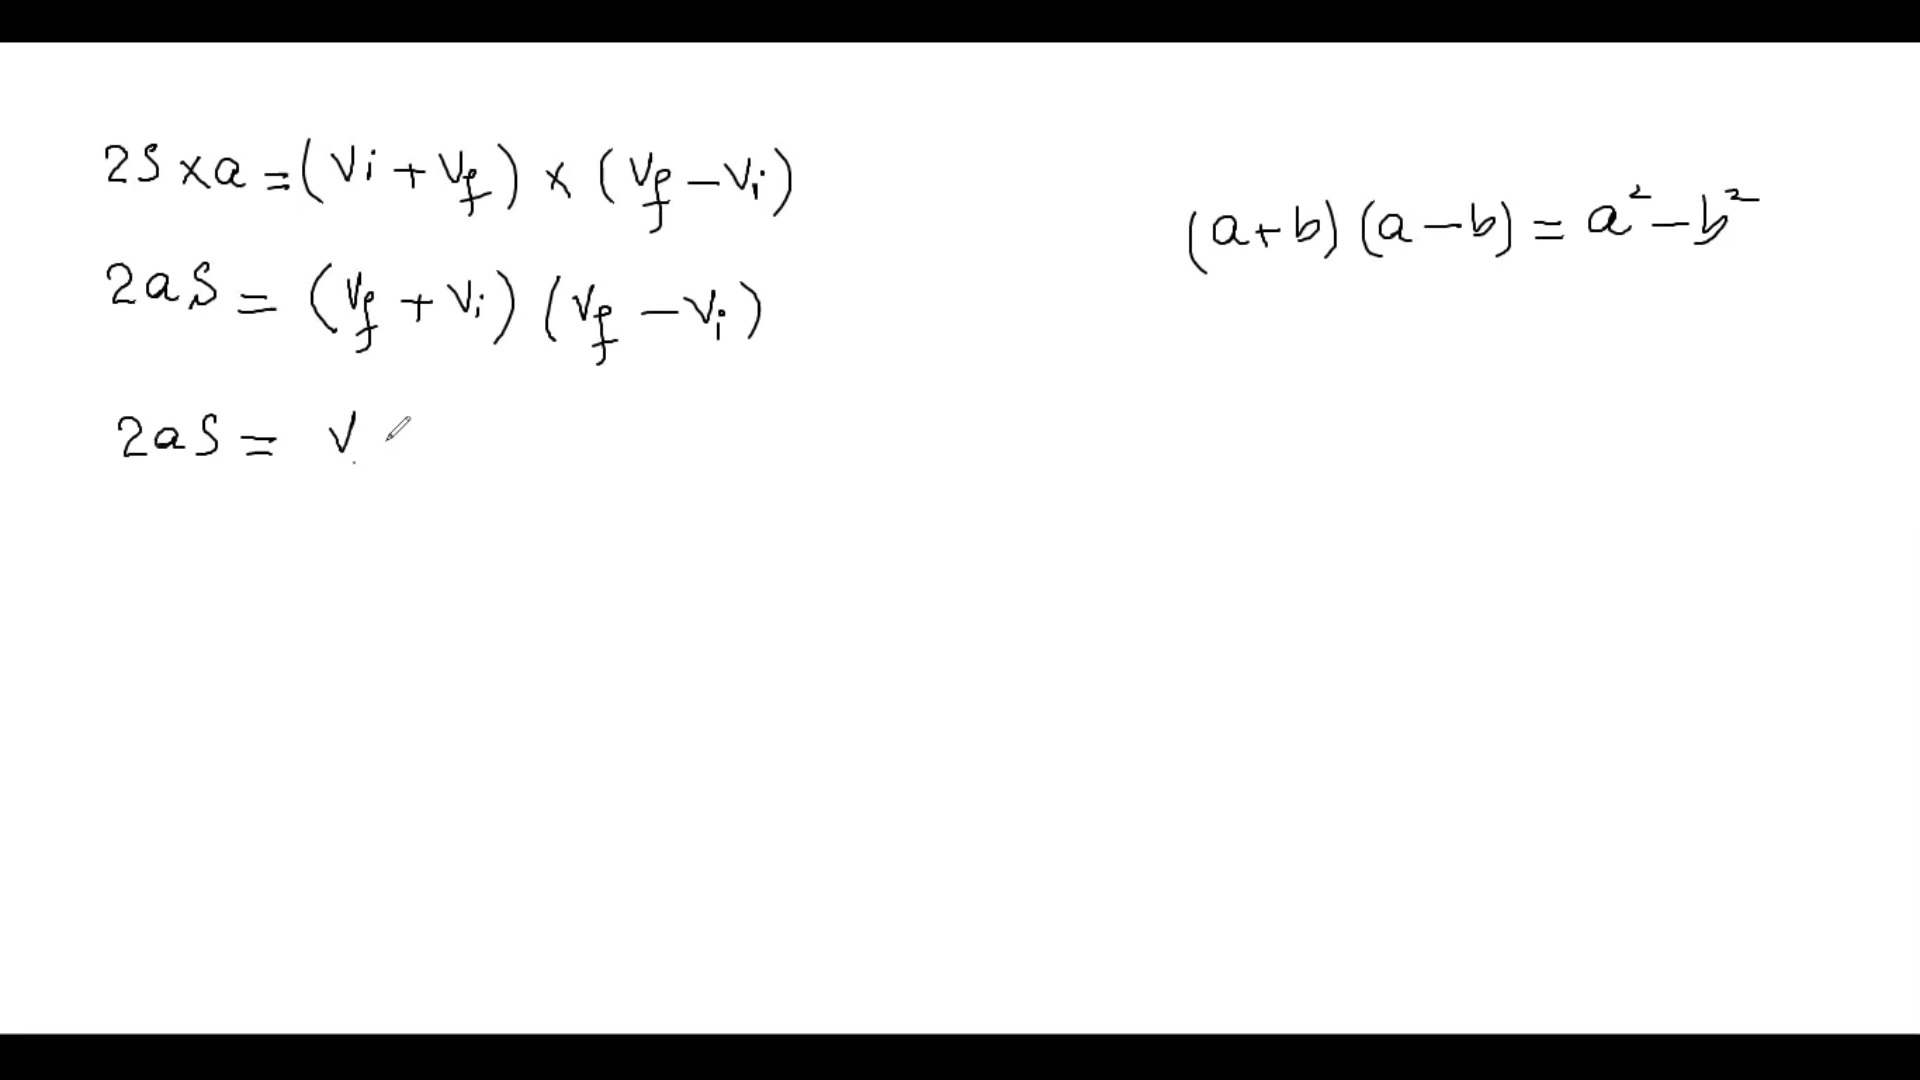 2S × a = (Vi + Vf) × (Vf − Vi)
2aS = (Vf + Vi) (Vf − Vi)
2aS = V
(a+b) (a−b) = a² − b²